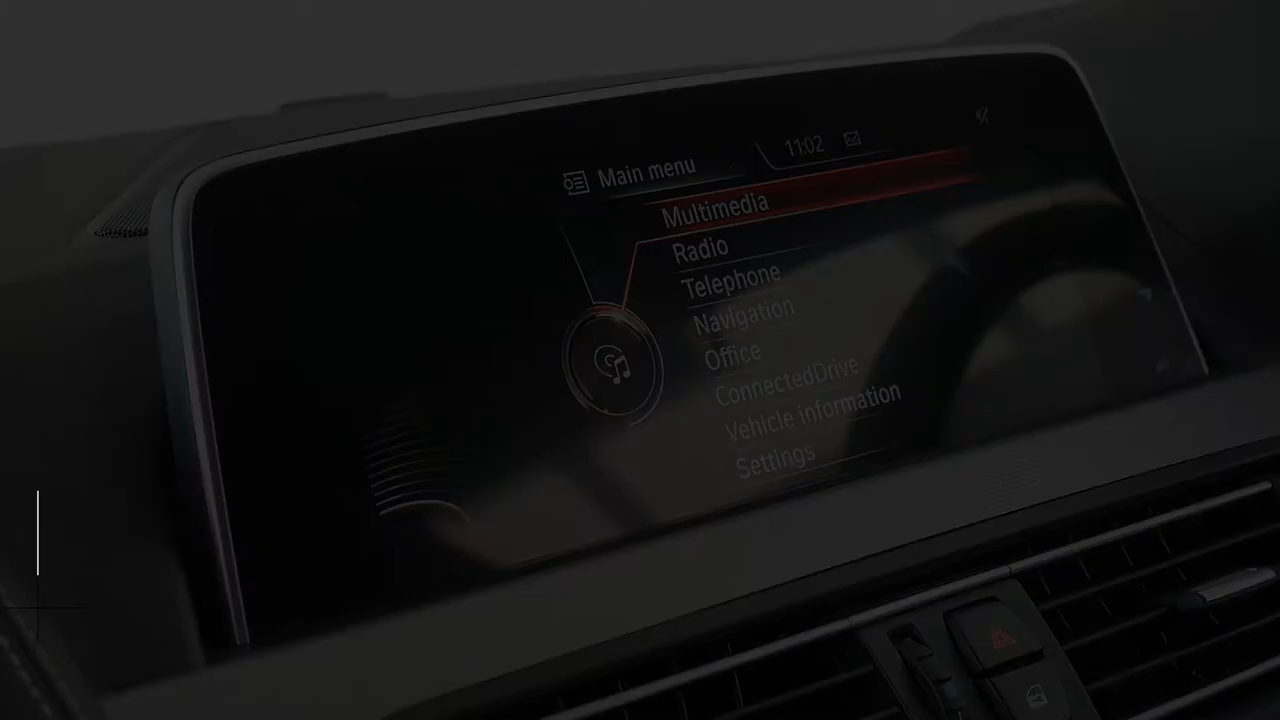 Main menu
11:02
Multimedia
Radio
Telephone
Navigation
Office
ConnectedDrive
Vehicle information
Settings